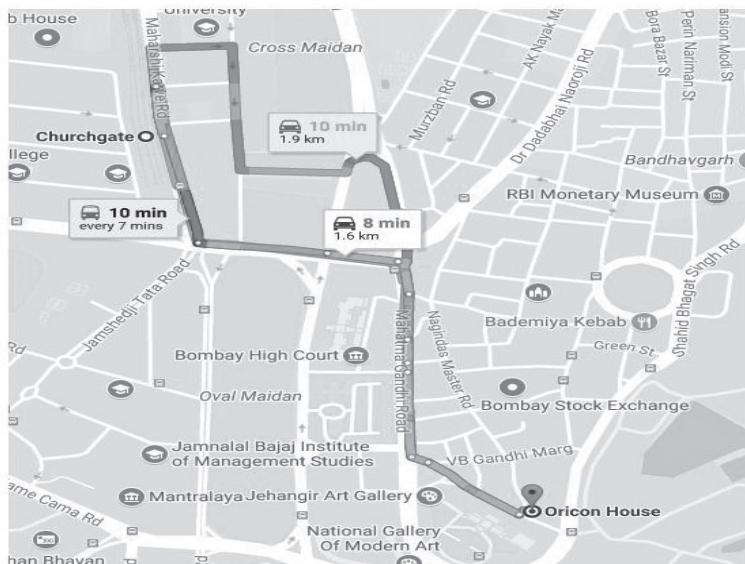 b House
University
Cross Maidan
Maharshi Karve Rd
AK Nayak Ma
Bora Bazar St
Perin Nariman St
ansion Modi St
Murzban Rd
Dr Dadabhai Naoroji Rd
10 min
1.9 km
Churchgate
llege
Bandhavgarh
RBI Monetary Museum
10 min
every 7 mins
8 min
1.6 km
Jamshedji-Tata Road
Shahid Bhagat Singh Rd
Mahatma Gandhi Road
Nagindas Master Rd
Bademiya Kebab
Green St
Rd
Bombay High Court
Oval Maidan
Bombay Stock Exchange
Jamnalal Bajaj Institute
of Management Studies
VB Gandhi Marg
Mantralaya
Jehangir Art Gallery
Oricon House
ame Cama Rd
National Gallery
Of Modern Art
han Bhavan